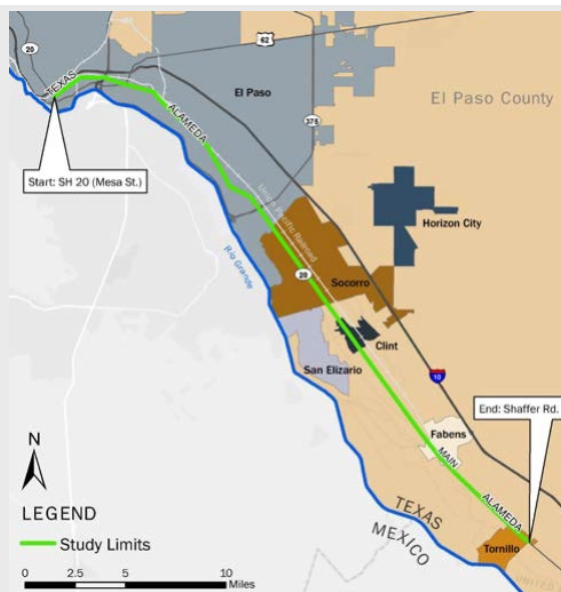 20
62
TEXAS
El Paso
El Paso County
ALAMEDA
375
Start: SH 20 (Mesa St.)
Union Pacific Railroad
Horizon City
Rio Grande
20
Socorro
Clint
San Elizario
10
End: Shaffer Rd.
N
Fabens
MAIN
LEGEND
ALAMEDA
TEXAS
MEXICO
Study Limits
Tornillo
0 2.5 5 10
Miles